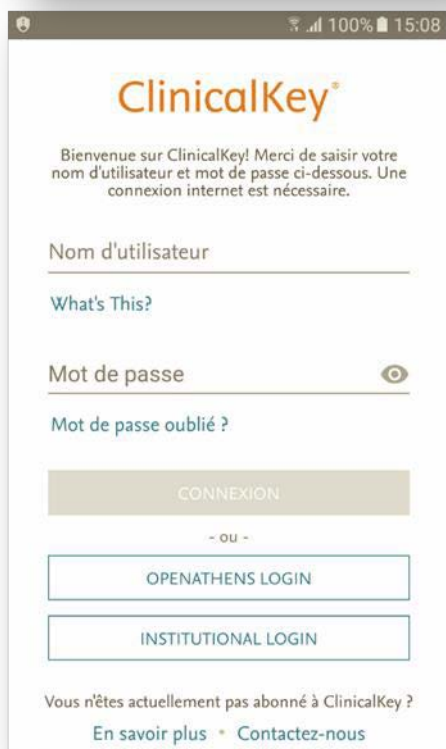 100% 15:08
ClinicalKey®
Bienvenue sur ClinicalKey! Merci de saisir votre
nom d'utilisateur et mot de passe ci-dessous. Une
connexion internet est nécessaire.
Nom d'utilisateur
What's This?
Mot de passe
Mot de passe oublié ?
CONNEXION
- ou -
OPENATHENS LOGIN
INSTITUTIONAL LOGIN
Vous n'êtes actuellement pas abonné à ClinicalKey ?
En savoir plus • Contactez-nous